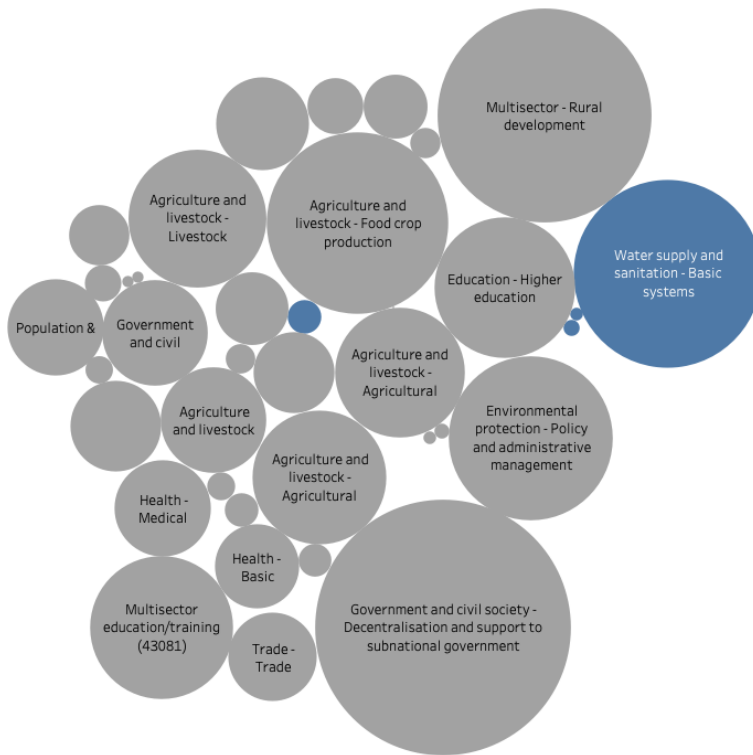 Multisector - Rural
development
Agriculture and
livestock -
Livestock
Agriculture and
livestock - Food crop
production
Water supply and
sanitation - Basic
systems
Education - Higher
education
Population &
Government
and civil
Agriculture and
livestock -
Agricultural
Agriculture
and livestock
Environmental
protection - Policy
and administrative
management
Agriculture and
livestock -
Agricultural
Health -
Medical
Health -
Basic
Multisector
education/training
(43081)
Government and civil society -
Decentralisation and support to
subnational government
Trade -
Trade